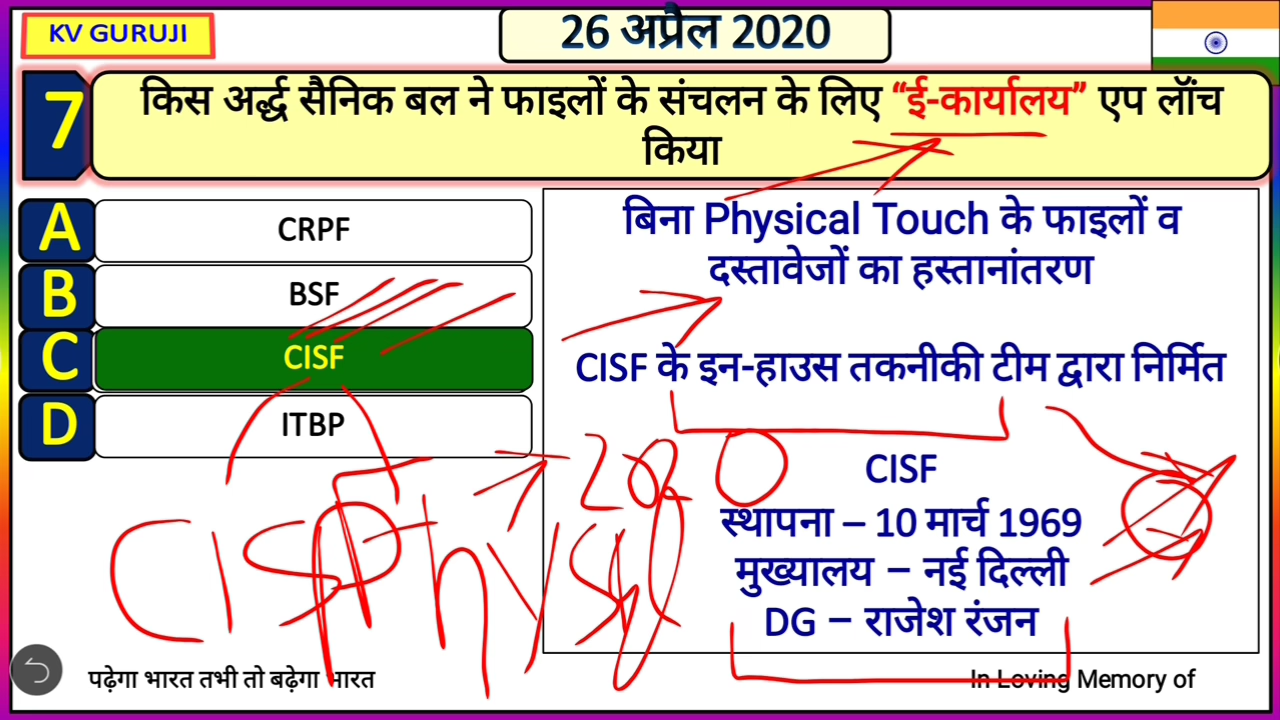 KV GURUJI
26 अप्रैल 2020
7
किस अर्द्ध सैनिक बल ने फाइलों के संचलन के लिए “ई-कार्यालय” एप लॉंच
किया
A
CRPF
B
BSF
C
CISF
D
ITBP
बिना Physical Touch के फाइलों व
दस्तावेजों का हस्तानांतरण
CISF के इन-हाउस तकनीकी टीम द्वारा निर्मित
CISF
स्थापना – 10 मार्च 1969
मुख्यालय – नई दिल्ली
DG – राजेश रंजन
CISF
पढ़ेगा भारत तभी तो बढ़ेगा भारत
In Loving Memory of